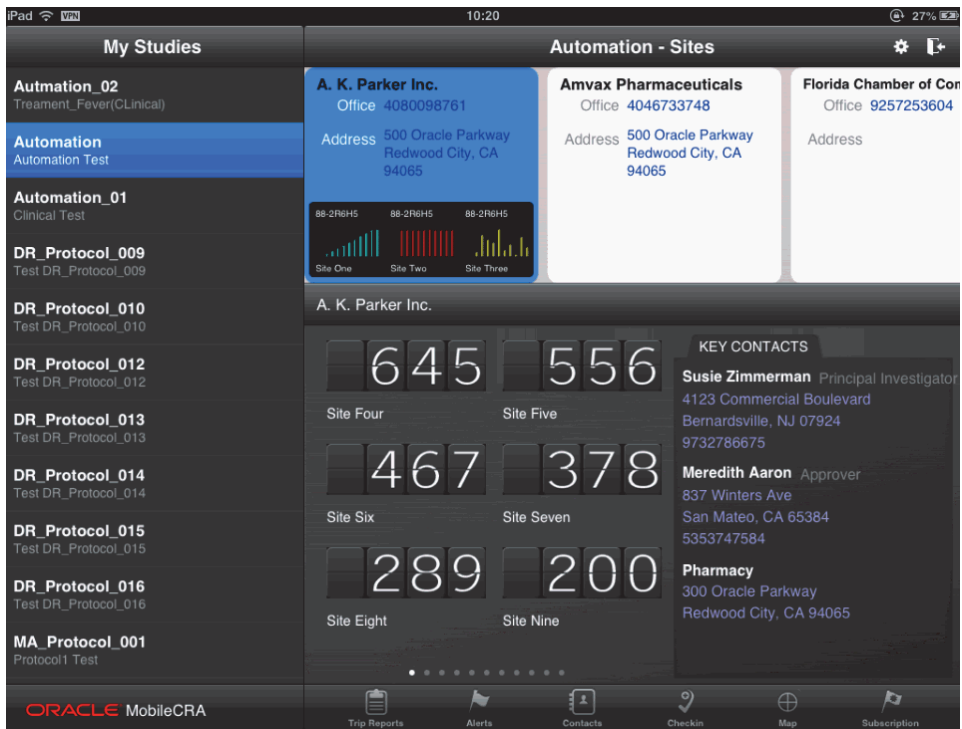 iPad VPN 10:20 27%
My Studies
Automation - Sites
Autmation_02
Treament_Fever(CLinical)
Automation
Automation Test
Automation_01
Clinical Test
DR_Protocol_009
Test DR_Protocol_009
DR_Protocol_010
Test DR_Protocol_010
DR_Protocol_012
Test DR_Protocol_012
DR_Protocol_013
Test DR_Protocol_013
DR_Protocol_014
Test DR_Protocol_014
DR_Protocol_015
Test DR_Protocol_015
DR_Protocol_016
Test DR_Protocol_016
MA_Protocol_001
Protocol1 Test
ORACLE MobileCRA
A. K. Parker Inc.
Office 4080098761
Address 500 Oracle Parkway
Redwood City, CA
94065
88-2R6H5 88-2R6H5 88-2R6H5
Site One Site Two Site Three
Amvax Pharmaceuticals
Office 4046733748
Address 500 Oracle Parkway
Redwood City, CA
94065
Florida Chamber of Con
Office 9257253604
Address
A. K. Parker Inc.
645 556
Site Four Site Five
467 378
Site Six Site Seven
289 200
Site Eight Site Nine
KEY CONTACTS
Susie Zimmerman Principal Investigator
4123 Commercial Boulevard
Bernardsville, NJ 07924
9732786675
Meredith Aaron Approver
837 Winters Ave
San Mateo, CA 65384
5353747584
Pharmacy
300 Oracle Parkway
Redwood City, CA 94065
Trip Reports Alerts Contacts Checkin Map Subscription